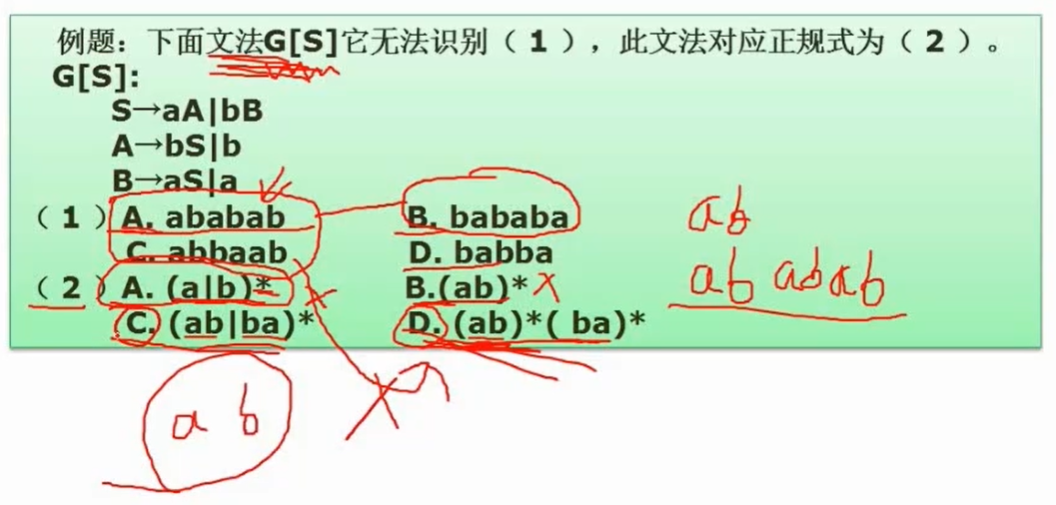 例题：下面文法G[S]它无法识别（1），此文法对应正规式为（2）。
G[S]:
S→aA|bB
A→bS|b
B→aS|a
（1）A. ababab B. bababa
C. abbaab D. babba
（2）A. (a|b)* B.(ab)* X
C. (ab|ba)* D. (ab)*( ba)*
ab
ab ab ab
a b